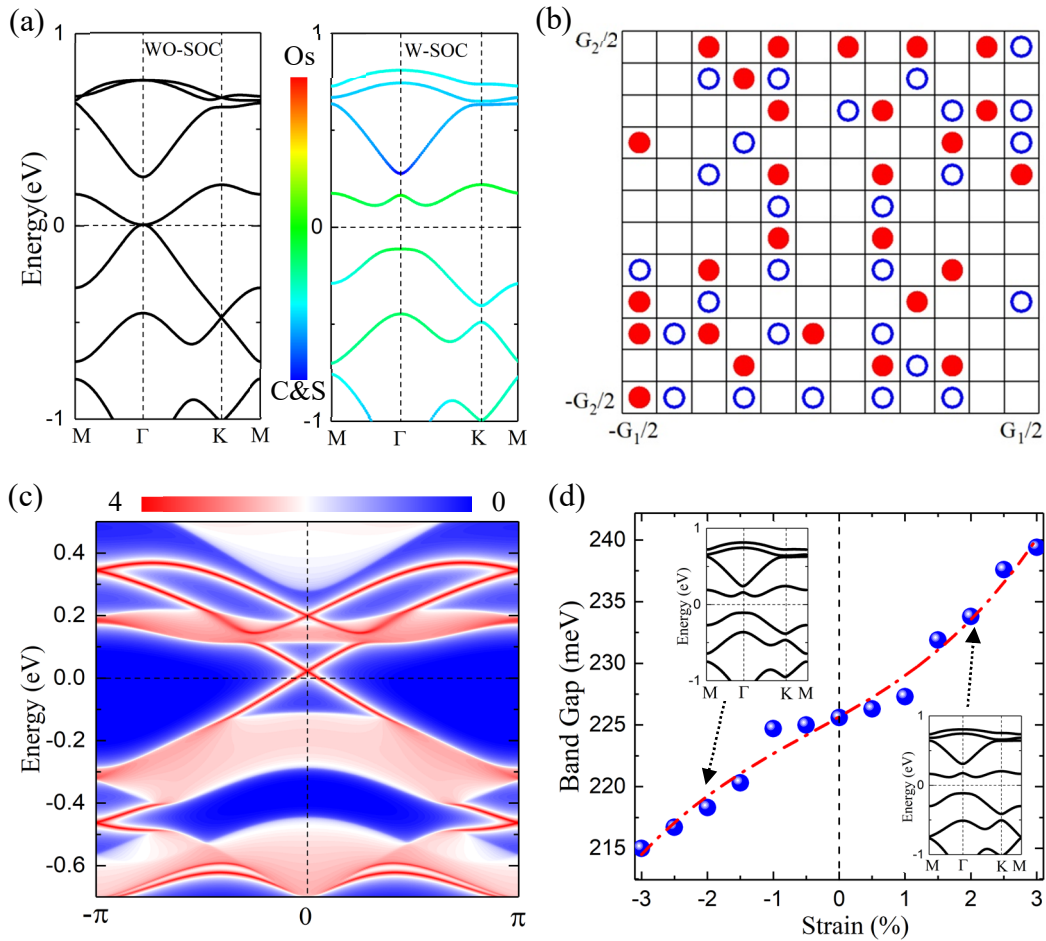 (a)
1
WO-SOC
Os
1
W-SOC
Energy(eV)
0
0
C&S
-1
-1
M Γ K M
M Γ K M
(b)
G2/2
-G2/2
-G1/2
G1/2
(c)
4
0
Energy (eV)
0.4
0.2
0.0
-0.2
-0.4
-0.6
-π
0
π
(d)
Band Gap (meV)
240
235
230
225
220
215
-3 -2 -1 0 1 2 3
Strain (%)
Energy (eV)
1
0
-1
M Γ K M
Energy (eV)
1
0
-1
M Γ K M